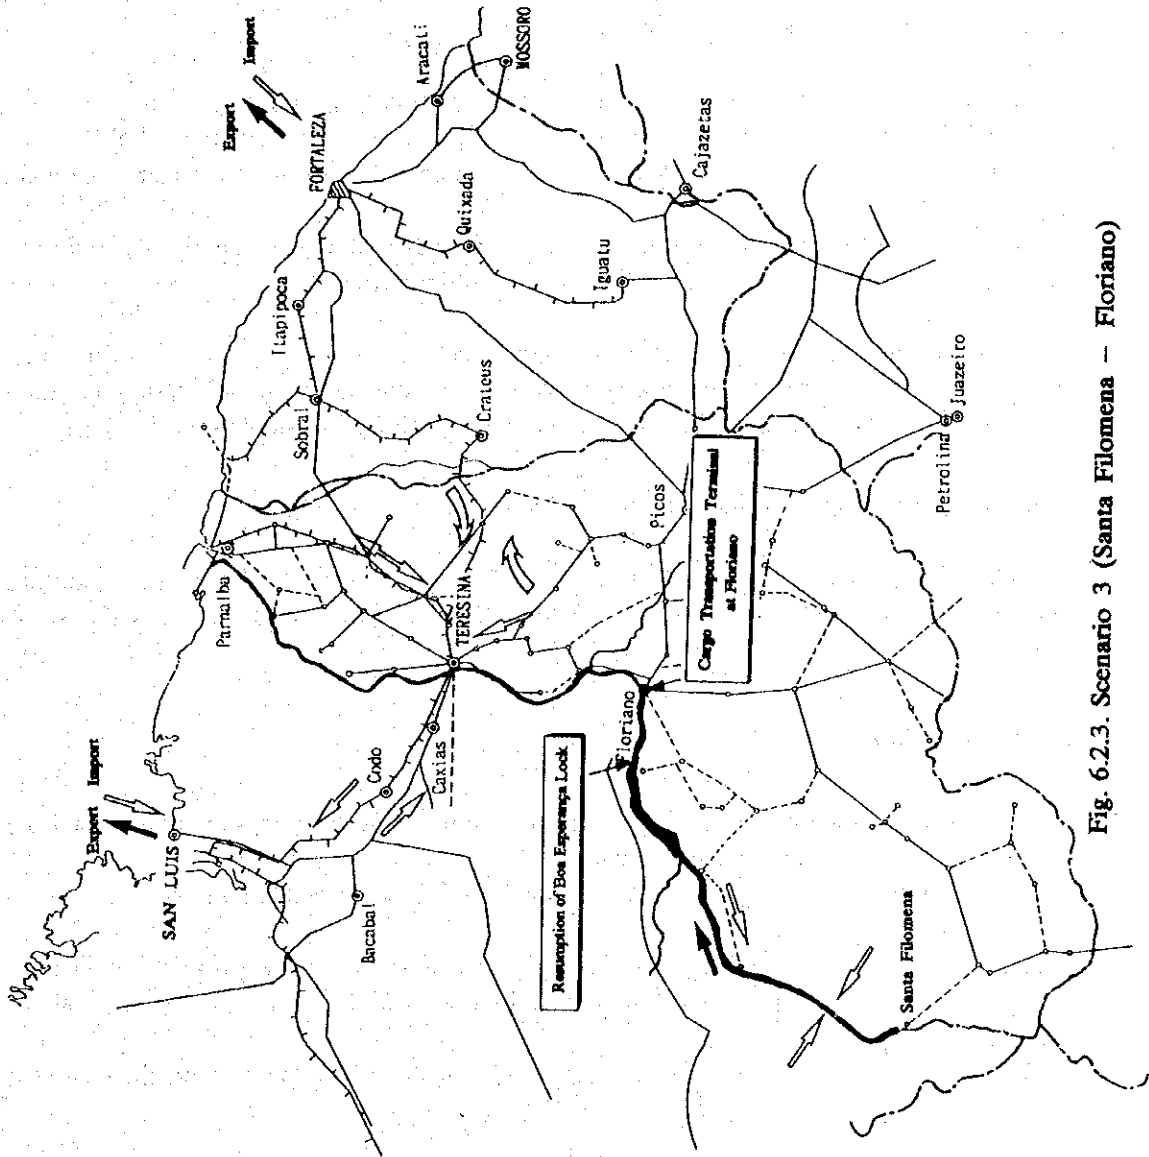 Export Import
SAN LUIS
Bacabal
Codo
Caxias
Parnaiba
TERESINA
Sobral
Itapipoca
Crateus
FORTALEZA
Export Import
Aracati
MOSSORO
Quixada
Iguatu
Cajazetas
Picos
Petrolina
Juazeiro
Floriano
Santa Filomena
Resumption of Boa Esperança Lock
Cargo Transportation Terminal
at Floriano
Fig. 6.2.3. Scenario 3 (Santa Filomena – Floriano)